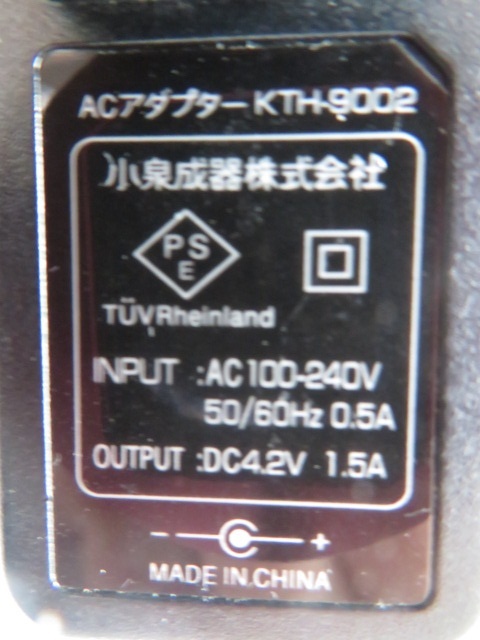 ACアダプター KTH-9002
小泉成器株式会社
PS
E
TÜVRheinland
INPUT :AC100-240V
50/60Hz 0.5A
OUTPUT :DC4.2V 1.5A
- +
MADE IN CHINA